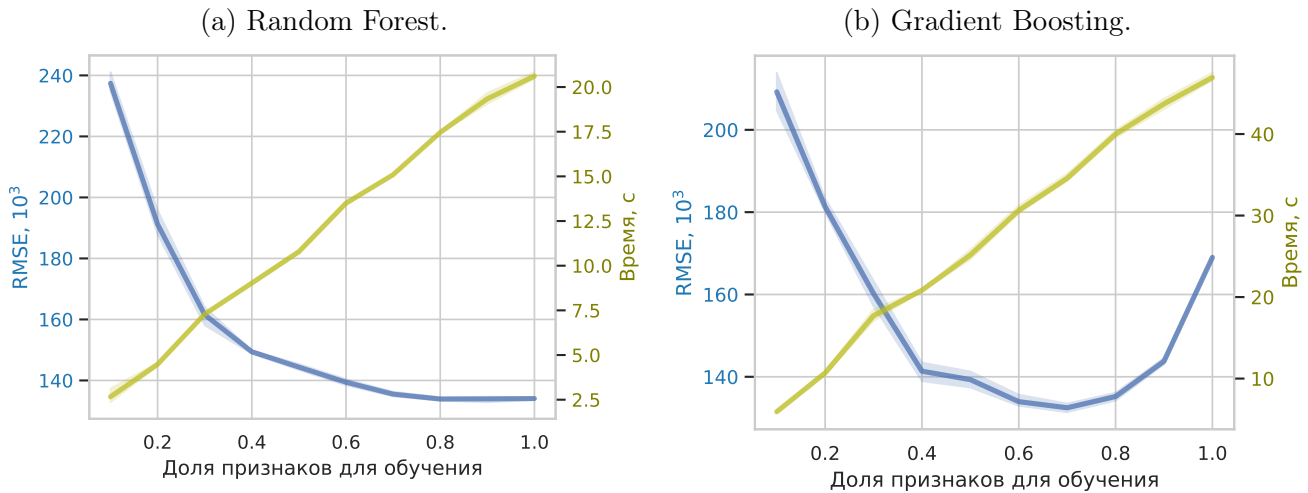 (a) Random Forest.
240
220
200
180
160
140
RMSE, 10³
20.0
17.5
15.0
12.5
10.0
7.5
5.0
2.5
Время, с
0.2 0.4 0.6 0.8 1.0
Доля признаков для обучения
(b) Gradient Boosting.
200
180
160
140
RMSE, 10³
40
30
20
10
Время, с
0.2 0.4 0.6 0.8 1.0
Доля признаков для обучения